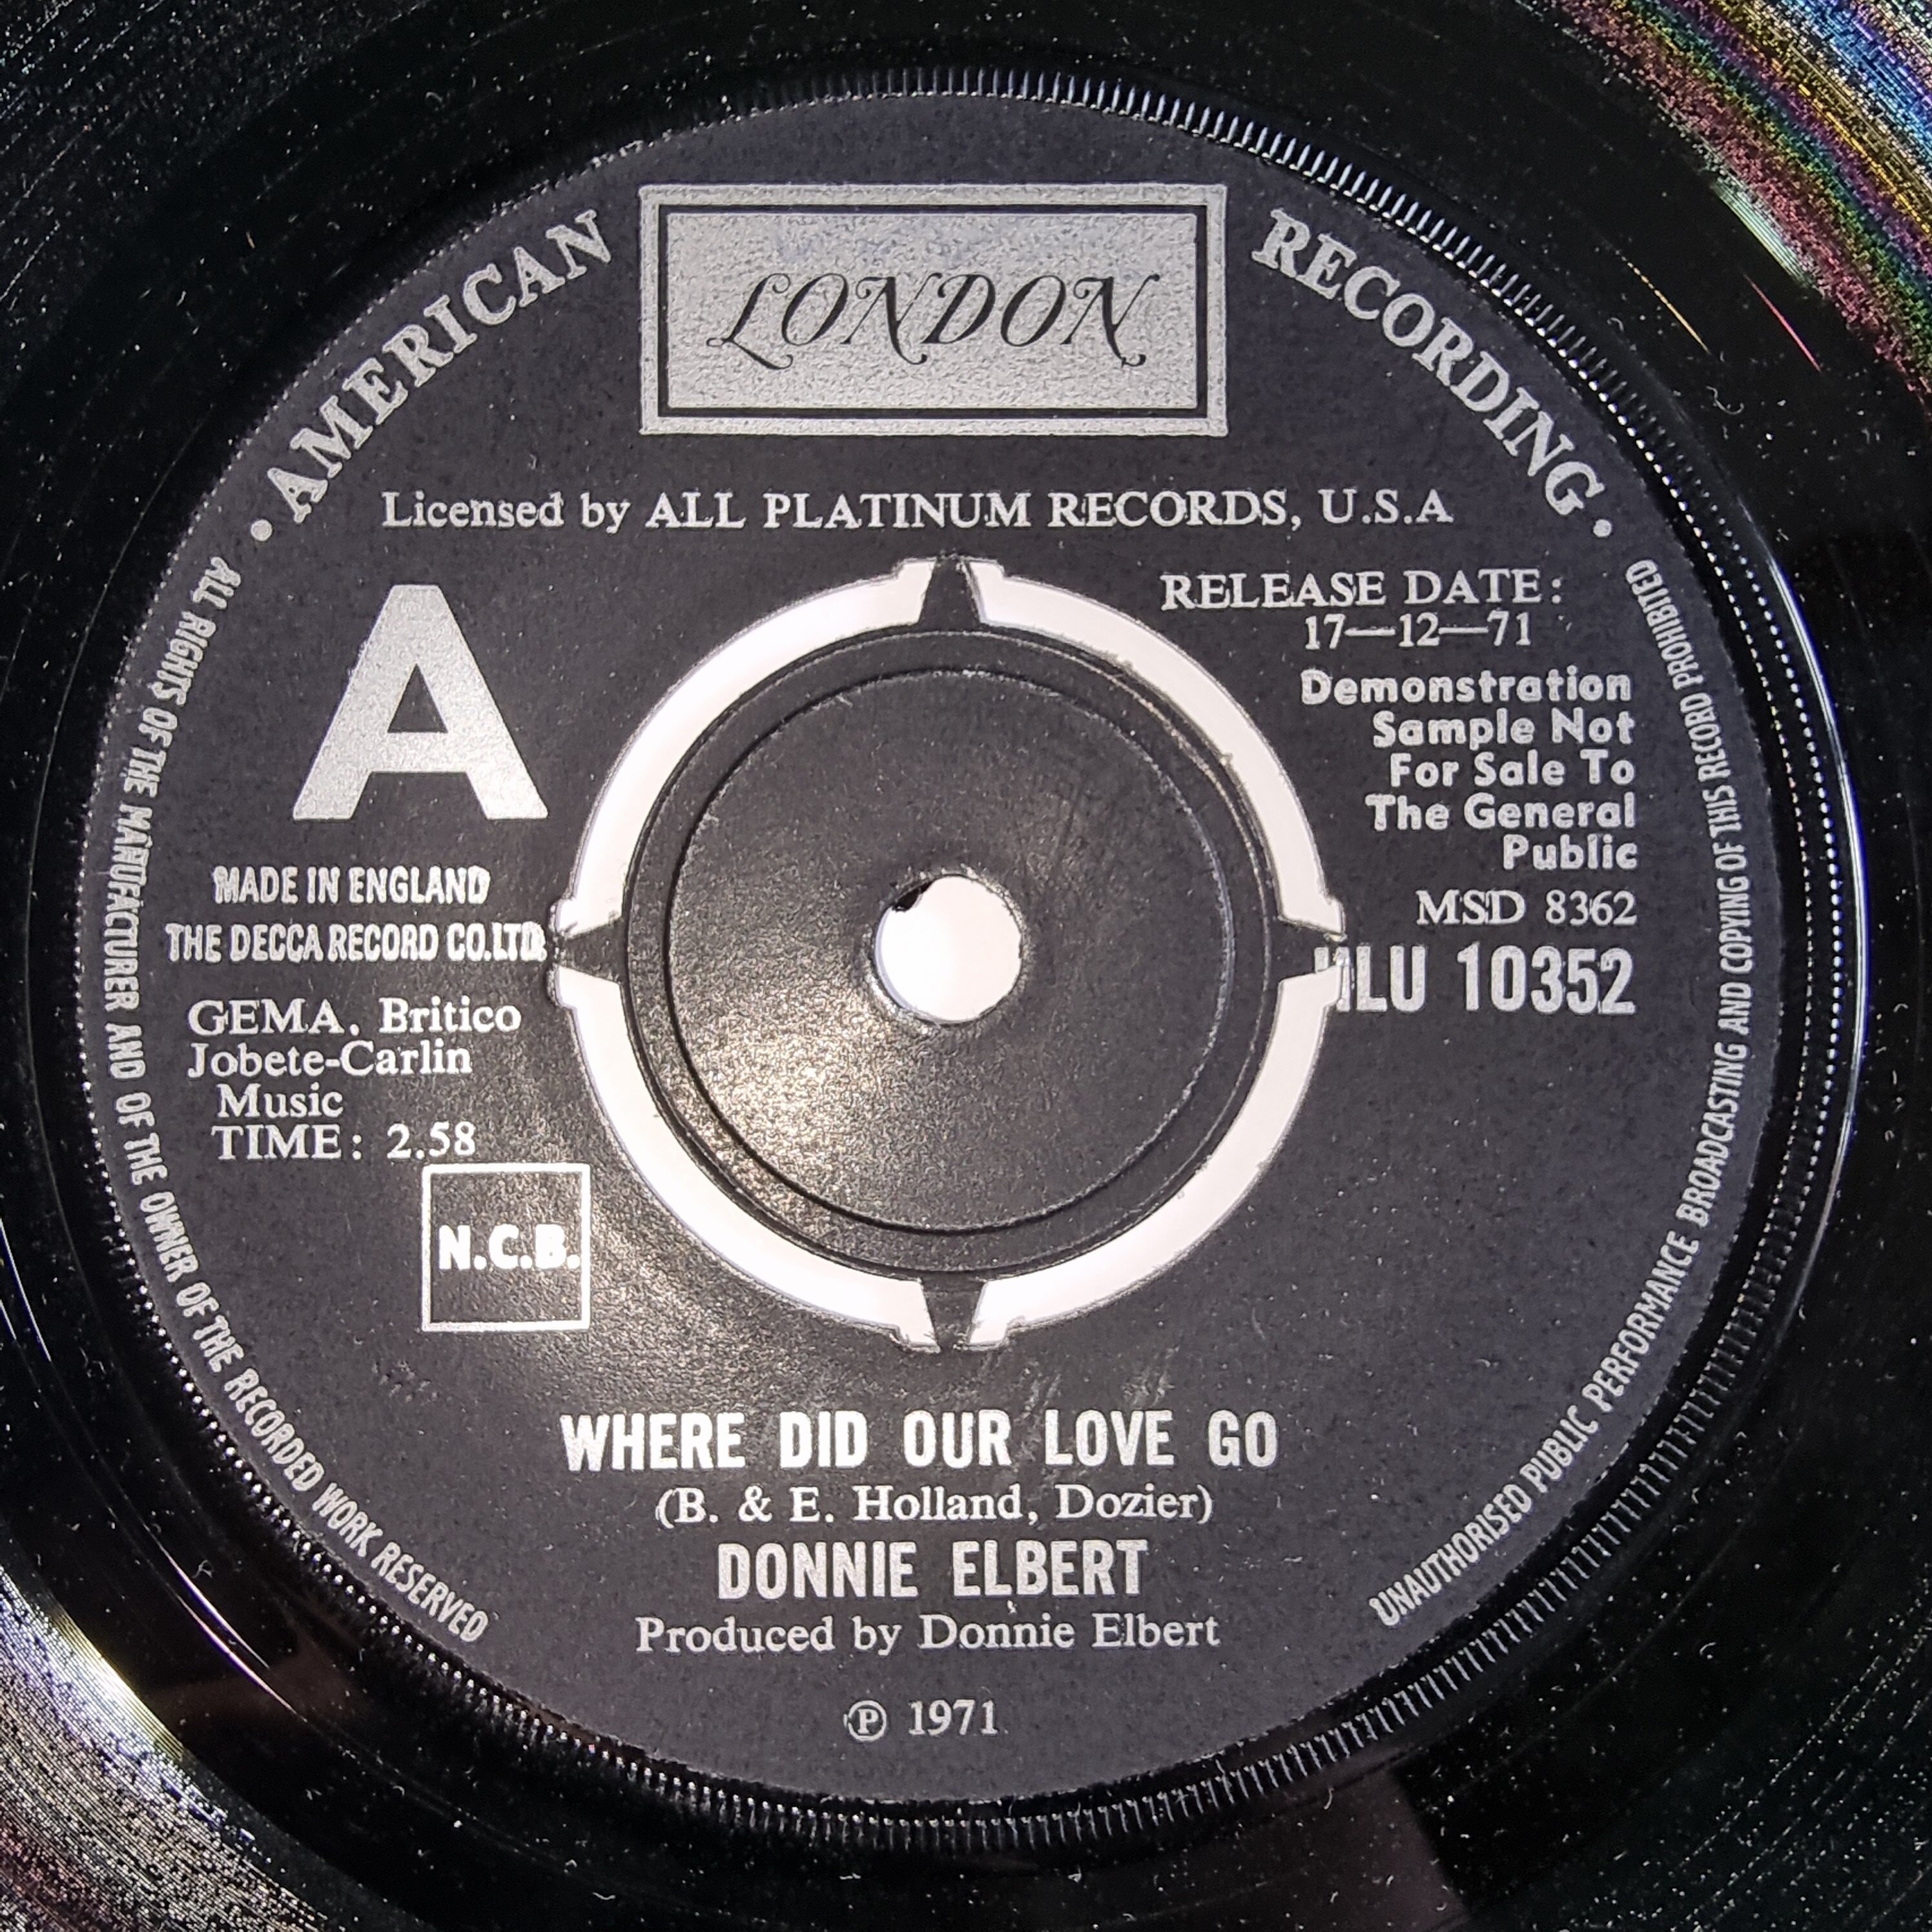 • AMERICAN RECORDING •
LONDON
Licensed by ALL PLATINUM RECORDS, U.S.A
A
RELEASE DATE:
17—12—71
Demonstration
Sample Not
For Sale To
The General
Public
MSD 8362
HLU 10352
MADE IN ENGLAND
THE DECCA RECORD CO.LTD.
GEMA. Britico
Jobete-Carlin
Music
TIME: 2.58
N.C.B.
WHERE DID OUR LOVE GO
(B. & E. Holland, Dozier)
DONNIE ELBERT
Produced by Donnie Elbert
℗ 1971
ALL RIGHTS OF THE MANUFACTURER AND OF THE OWNER OF THE RECORDED WORK RESERVED
UNAUTHORISED PUBLIC PERFORMANCE BROADCASTING AND COPYING OF THIS RECORD PROHIBITED